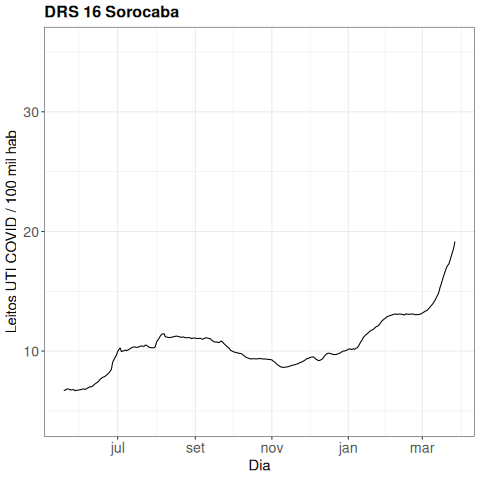 DRS 16 Sorocaba
Leitos UTI COVID / 100 mil hab
30
20
10
jul set nov jan mar
Dia